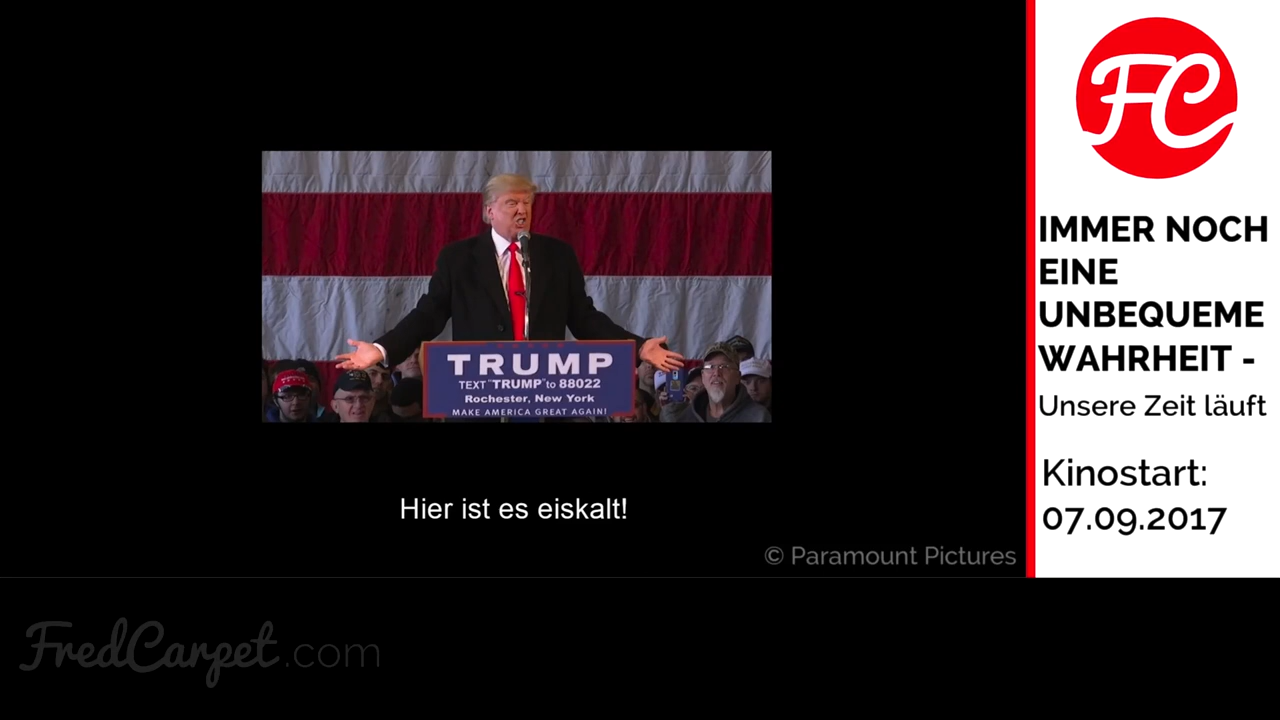 TRUMP
TEXT "TRUMP" to 88022
Rochester, New York
MAKE AMERICA GREAT AGAIN!
Hier ist es eiskalt!
© Paramount Pictures
FC
IMMER NOCH
EINE
UNBEQUEME
WAHRHEIT -
Unsere Zeit läuft
Kinostart:
07.09.2017
FredCarpet.com